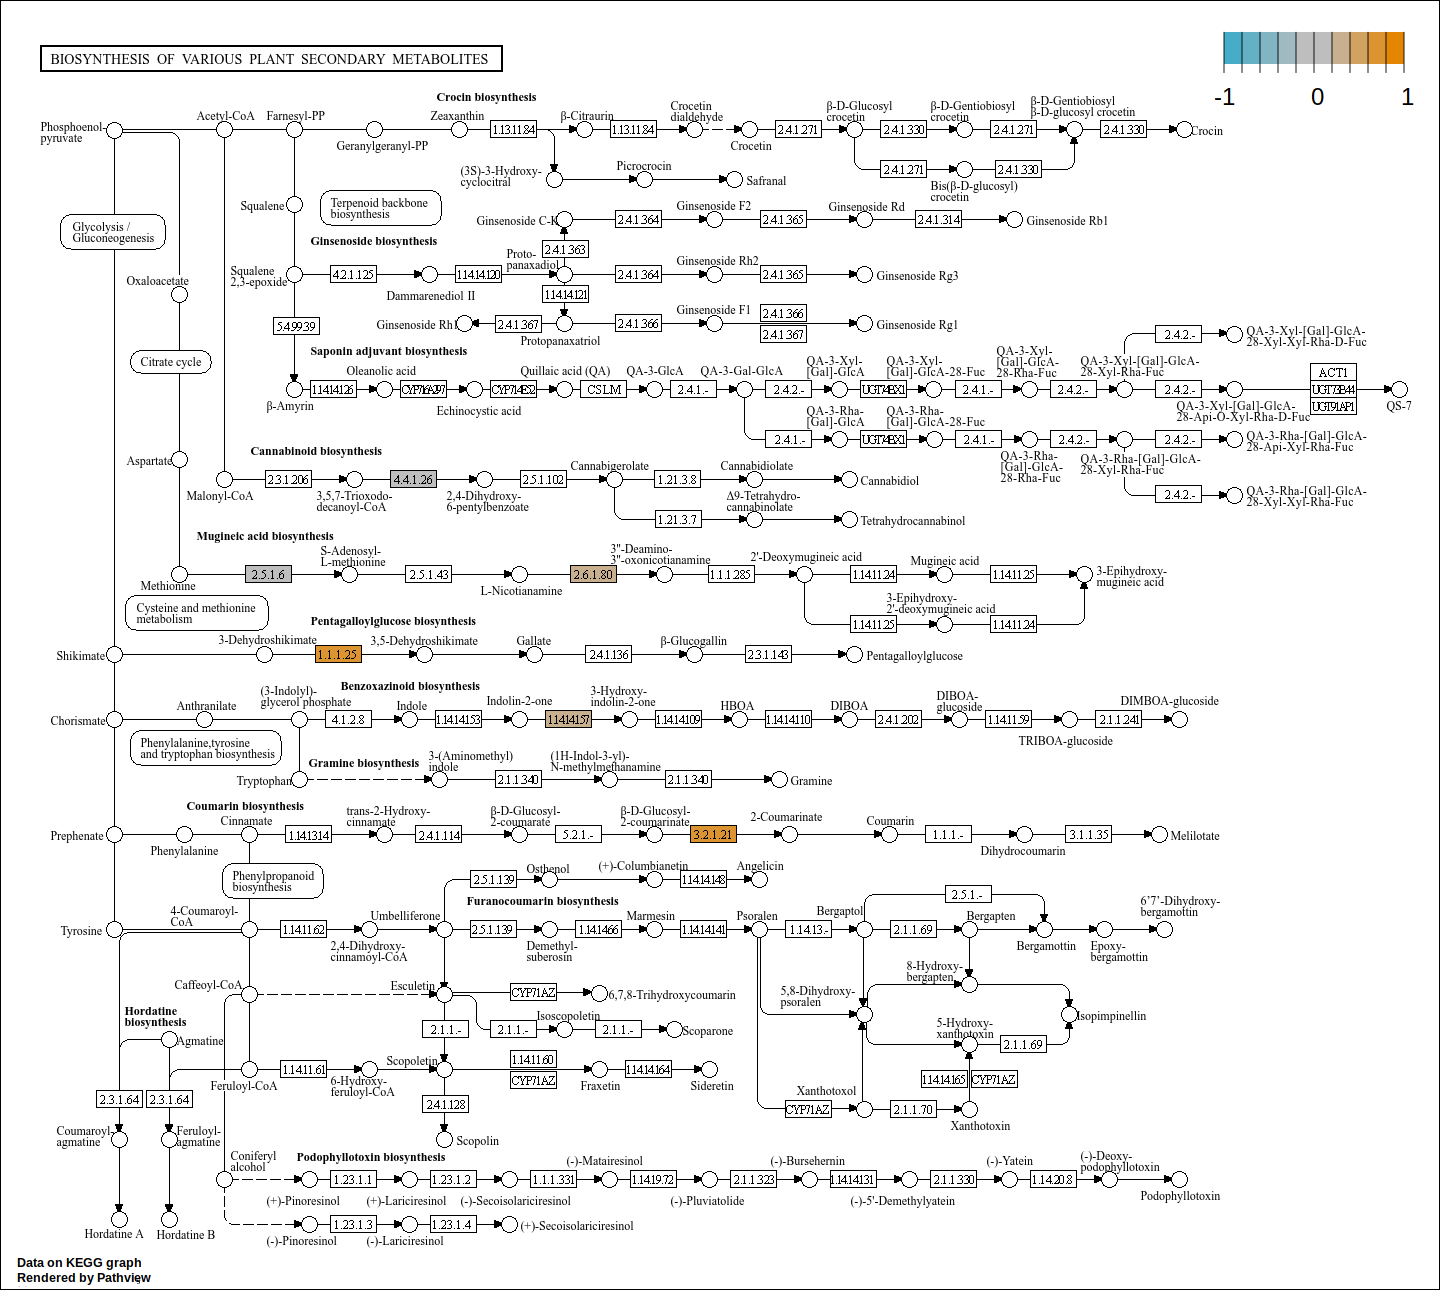 BIOSYNTHESIS OF VARIOUS PLANT SECONDARY METABOLITES
-1 0 1
Crocin biosynthesis
Phosphoenol-
pyruvate
Acetyl-CoA
Farnesyl-PP
Geranylgeranyl-PP
Zeaxanthin
1.13.11.84
β-Citraurin
1.13.11.84
Crocetin
dialdehyde
Crocetin
2.4.1.271
β-D-Glucosyl
crocetin
2.4.1.330
β-D-Gentiobiosyl
crocetin
2.4.1.271
β-D-Gentiobiosyl
β-D-glucosyl crocetin
2.4.1.330
Crocin
2.4.1.271
Bis(β-D-glucosyl)
crocetin
2.4.1.330
(3S)-3-Hydroxy-
cyclocitral
Picrocrocin
Safranal
Squalene
Terpenoid backbone
biosynthesis
Glycolysis /
Gluconeogenesis
Ginsenoside biosynthesis
Ginsenoside C-K
2.4.1.364
Ginsenoside F2
2.4.1.365
Ginsenoside Rd
2.4.1.314
Ginsenoside Rb1
2.4.1.363
Squalene
2,3-epoxide
4.2.1.125
Dammarenediol II
1.14.14.120
Proto-
panaxadiol
2.4.1.364
Ginsenoside Rh2
2.4.1.365
Ginsenoside Rg3
1.14.14.121
Oxaloacetate
5.4.99.39
Ginsenoside Rh1
2.4.1.367
Protopanaxatriol
2.4.1.366
Ginsenoside F1
2.4.1.366
2.4.1.367
Ginsenoside Rg1
Citrate cycle
Saponin adjuvant biosynthesis
β-Amyrin
1.14.14.126
Oleanolic acid
CYP716A297
Echinocystic acid
CYP714E52
Quillaic acid (QA)
CSLM
QA-3-GlcA
2.4.1.-
QA-3-Gal-GlcA
2.4.2.-
QA-3-Xyl-
[Gal]-GlcA
UGT74BX1
QA-3-Xyl-
[Gal]-GlcA-28-Fuc
2.4.1.-
QA-3-Xyl-
[Gal]-GlcA-
28-Rha-Fuc
2.4.2.-
QA-3-Xyl-[Gal]-GlcA-
28-Xyl-Rha-Fuc
2.4.2.-
QA-3-Xyl-[Gal]-GlcA-
28-Xyl-Xyl-Rha-D-Fuc
2.4.2.-
QA-3-Xyl-[Gal]-GlcA-
28-Api-O-Xyl-Rha-D-Fuc
ACT1
UGT73B44
UGT91AP1
QS-7
2.4.1.-
QA-3-Rha-
[Gal]-GlcA
UGT74BX1
QA-3-Rha-
[Gal]-GlcA-28-Fuc
2.4.1.-
QA-3-Rha-
[Gal]-GlcA-
28-Rha-Fuc
2.4.2.-
QA-3-Rha-[Gal]-GlcA-
28-Xyl-Rha-Fuc
2.4.2.-
QA-3-Rha-[Gal]-GlcA-
28-Api-Xyl-Rha-Fuc
2.4.2.-
QA-3-Rha-[Gal]-GlcA-
28-Xyl-Xyl-Rha-Fuc
Cannabinoid biosynthesis
Aspartate
Malonyl-CoA
2.3.1.206
3,5,7-Trioxodo-
decanoyl-CoA
4.4.1.26
2,4-Dihydroxy-
6-pentylbenzoate
2.5.1.102
Cannabigerolate
1.21.3.8
Cannabidiolate
Cannabidiol
1.21.3.7
Δ9-Tetrahydro-
cannabinolate
Tetrahydrocannabinol
Mugineic acid biosynthesis
Methionine
2.5.1.6
S-Adenosyl-
L-methionine
2.5.1.43
L-Nicotianamine
2.6.1.80
3"-Deamino-
3"-oxonicotianamine
1.1.1.285
2'-Deoxymugineic acid
1.14.11.24
Mugineic acid
1.14.11.25
3-Epihydroxy-
mugineic acid
1.14.11.25
3-Epihydroxy-
2'-deoxymugineic acid
1.14.11.24
Cysteine and methionine
metabolism
Pentagalloylglucose biosynthesis
Shikimate
3-Dehydroshikimate
1.1.1.25
3,5-Dehydroshikimate
Gallate
2.4.1.136
β-Glucogallin
2.3.1.143
Pentagalloylglucose
Benzoxazinoid biosynthesis
Chorismate
Anthranilate
(3-Indolyl)-
glycerol phosphate
4.1.2.8
Indole
1.14.14.153
Indolin-2-one
1.14.14.157
3-Hydroxy-
indolin-2-one
1.14.14.109
HBOA
1.14.14.110
DIBOA
2.4.1.202
DIBOA-
glucoside
1.14.11.59
TRIBOA-glucoside
2.1.1.241
DIMBOA-glucoside
Phenylalanine,tyrosine
and tryptophan biosynthesis
Gramine biosynthesis
Tryptophan
3-(Aminomethyl)
indole
2.1.1.340
(1H-Indol-3-yl)-
N-methylmethanamine
2.1.1.340
Gramine
Coumarin biosynthesis
Prephenate
Phenylalanine
Cinnamate
1.14.13.14
trans-2-Hydroxy-
cinnamate
2.4.1.114
β-D-Glucosyl-
2-coumarate
5.2.1.-
β-D-Glucosyl-
2-coumarinate
3.2.1.21
2-Coumarinate
Coumarin
1.1.1.-
Dihydrocoumarin
3.1.1.35
Melilotate
Phenylpropanoid
biosynthesis
2.5.1.139
Osthenol
(+)-Columbianetin
1.14.14.148
Angelicin
Furanocoumarin biosynthesis
Tyrosine
4-Coumaroyl-
CoA
1.14.11.62
2,4-Dihydroxy-
cinnamoyl-CoA
Umbelliferone
2.5.1.139
Demethyl-
suberosin
1.14.14.66
Marmesin
1.14.14.141
Psoralen
1.14.13.-
Bergaptol
2.5.1.-
2.1.1.69
Bergapten
Bergamottin
Epoxy-
bergamottin
6'7'-Dihydroxy-
bergamottin
Caffeoyl-CoA
Esculetin
CYP71AZ
6,7,8-Trihydroxycoumarin
5,8-Dihydroxy-
psoralen
8-Hydroxy-
bergapten
Isopimpinellin
Hordatine
biosynthesis
Agmatine
2.1.1.-
2.1.1.-
Isoscopoletin
2.1.1.-
Scoparone
5-Hydroxy-
xanthotoxin
2.1.1.69
Feruloyl-CoA
1.14.11.61
6-Hydroxy-
feruloyl-CoA
Scopoletin
1.14.11.60
CYP71AZ
Fraxetin
1.14.14.164
Sideretin
1.14.14.165
CYP71AZ
2.3.1.64
2.3.1.64
2.4.1.128
Xanthotoxol
CYP71AZ
2.1.1.70
Xanthotoxin
Coumaroyl-
agmatine
Feruloyl-
agmatine
Scopolin
Podophyllotoxin biosynthesis
Coniferyl
alcohol
(+)-Pinoresinol
1.23.1.1
(+)-Lariciresinol
1.23.1.2
(-)-Secoisolariciresinol
1.1.1.331
(-)-Matairesinol
1.14.19.72
(-)-Pluviatolide
2.1.1.323
(-)-Bursehernin
1.14.14.131
(-)-5'-Demethylyatein
2.1.1.330
(-)-Yatein
1.14.20.8
(-)-Deoxy-
podophyllotoxin
Podophyllotoxin
Hordatine A
Hordatine B
(-)-Pinoresinol
1.23.1.3
(-)-Lariciresinol
1.23.1.4
(+)-Secoisolariciresinol
Data on KEGG graph
Rendered by Pathview